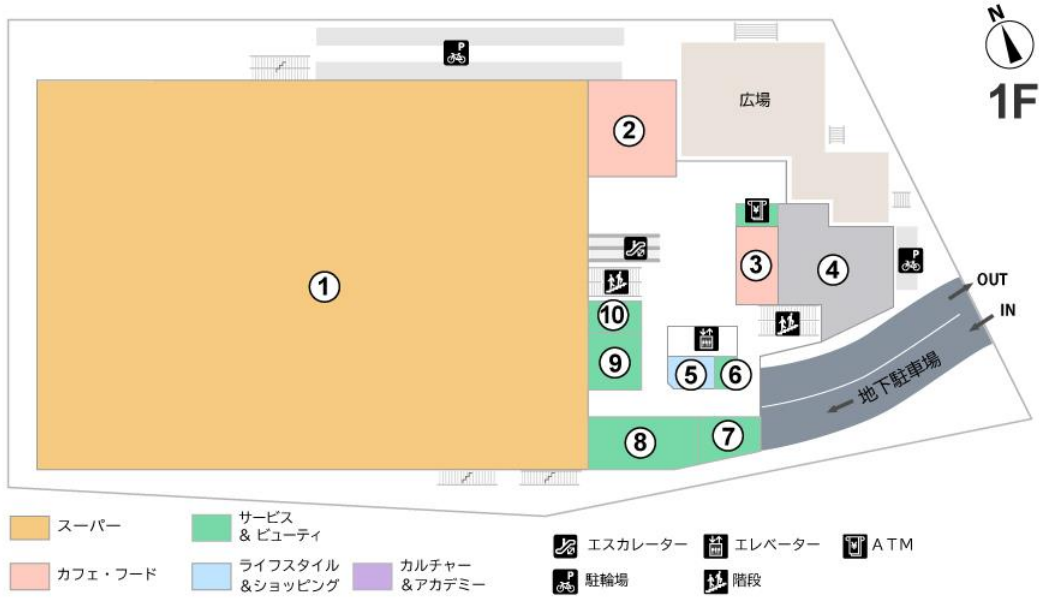 P
N
1F
広場
②
¥
①
③
④
P
OUT
IN
⑩
⑨
⑤
⑥
地下駐車場
⑧
⑦
スーパー
サービス
& ビューティ
カフェ・フード
ライフスタイル
&ショッピング
カルチャー
&アカデミー
エスカレーター
エレベーター
¥
ATM
P
駐輪場
階段